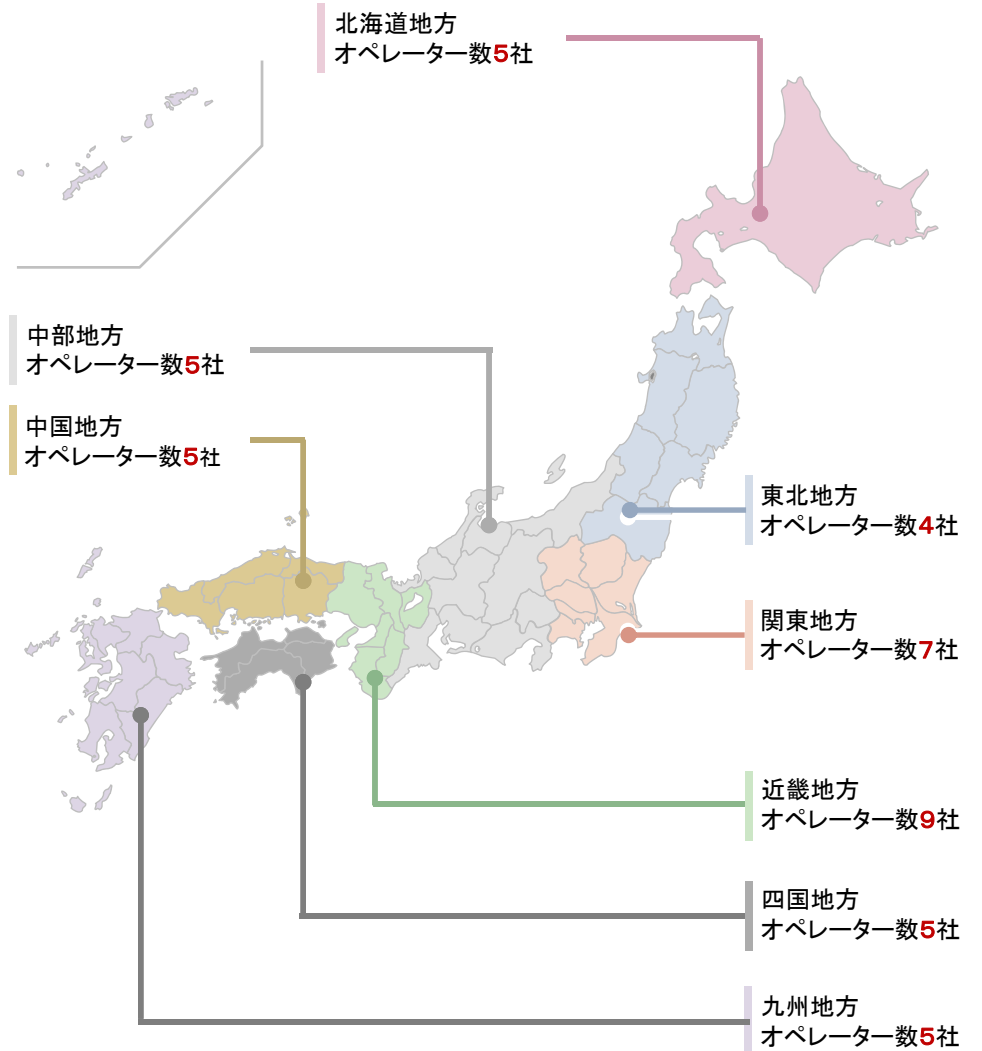 北海道地方
オペレーター数5社
中部地方
オペレーター数5社
中国地方
オペレーター数5社
東北地方
オペレーター数4社
関東地方
オペレーター数7社
近畿地方
オペレーター数9社
四国地方
オペレーター数5社
九州地方
オペレーター数5社